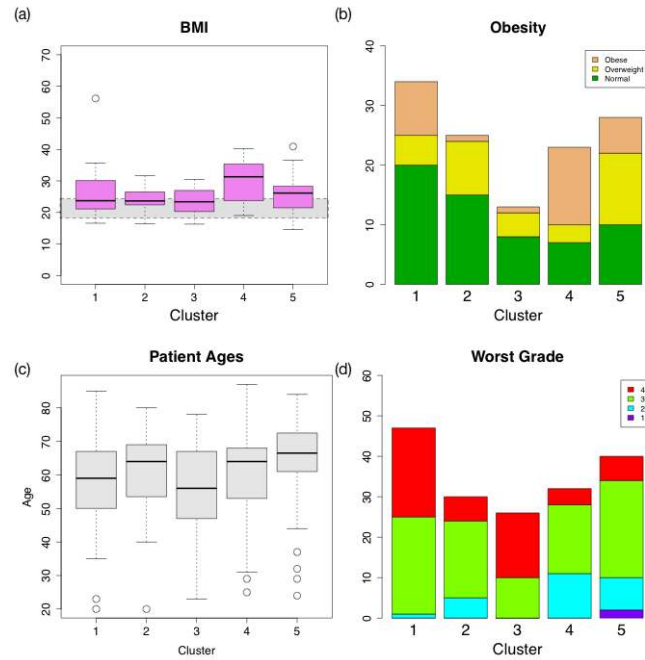 (a)
BMI
70
60
50
40
30
20
10
0
1 2 3 4 5
Cluster
(b)
Obesity
Obese
Overweight
Normal
40
30
20
10
0
1 2 3 4 5
Cluster
(c)
Patient Ages
Age
80
70
60
50
40
30
20
1 2 3 4 5
Cluster
(d)
Worst Grade
4
3
2
1
60
50
40
30
20
10
0
1 2 3 4 5
Cluster